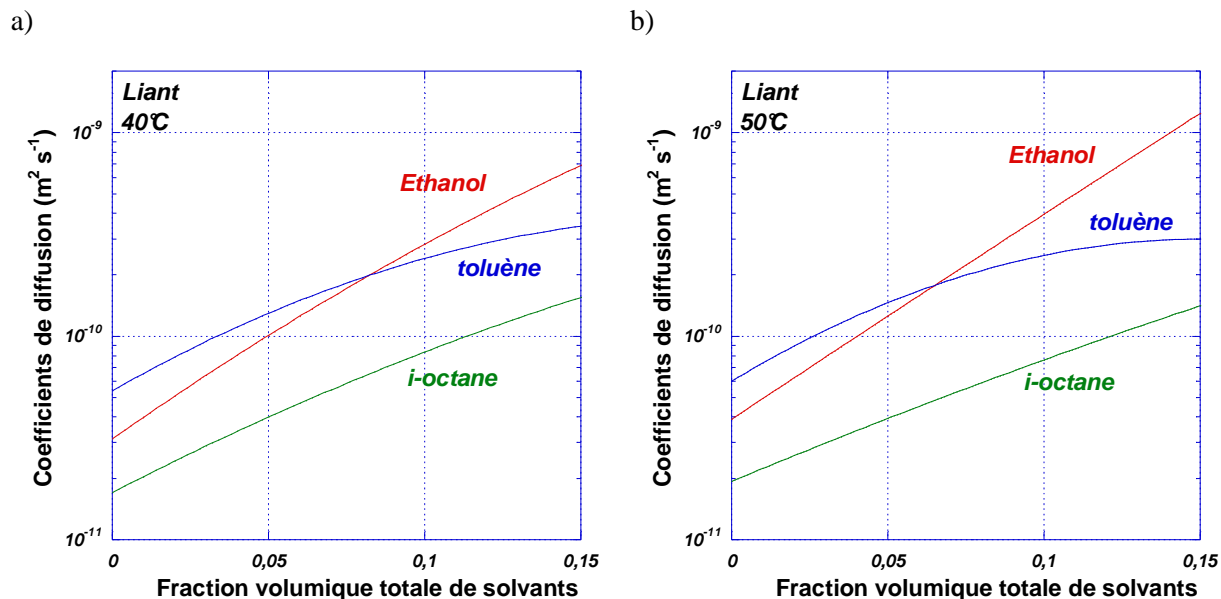 a)
Liant
40°C
Coefficients de diffusion (m² s⁻¹)
10⁻⁹
10⁻¹⁰
10⁻¹¹
Ethanol
toluène
i-octane
0 0,05 0,1 0,15
Fraction volumique totale de solvants
b)
Liant
50°C
Coefficients de diffusion (m² s⁻¹)
10⁻⁹
10⁻¹⁰
10⁻¹¹
Ethanol
toluène
i-octane
0 0,05 0,1 0,15
Fraction volumique totale de solvants